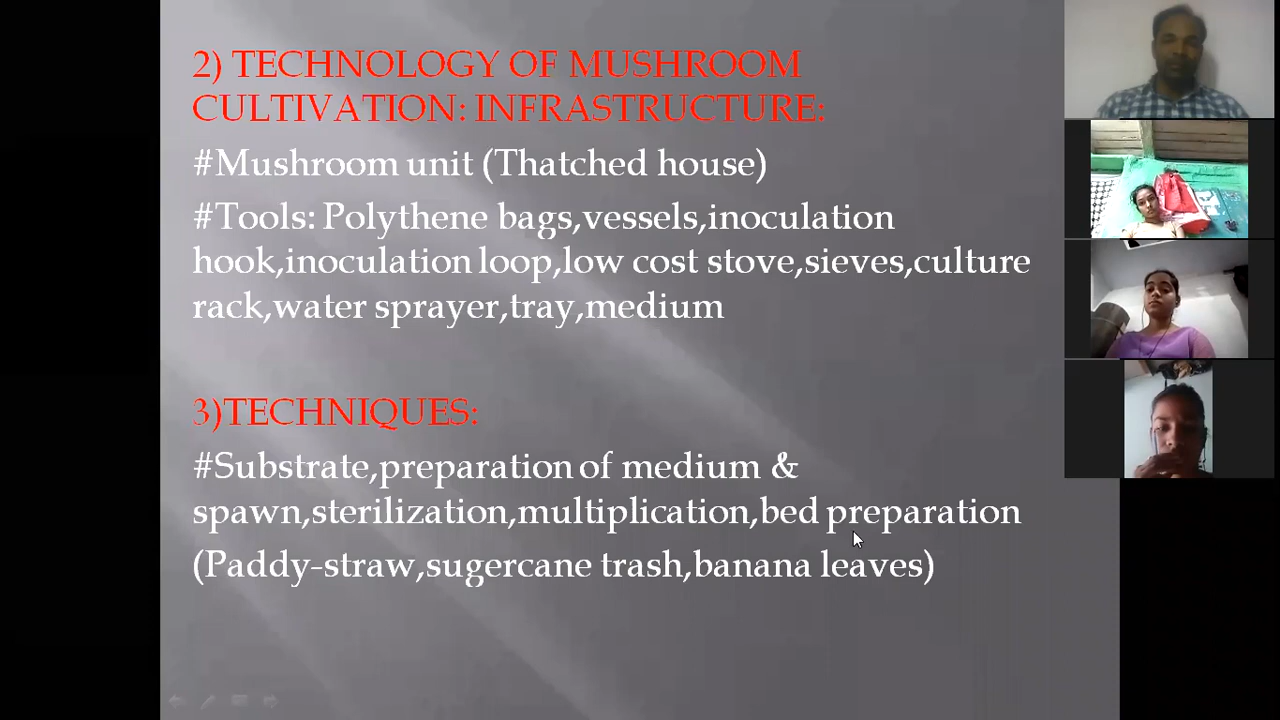 2) TECHNOLOGY OF MUSHROOM
CULTIVATION: INFRASTRUCTURE:
#Mushroom unit (Thatched house)
#Tools: Polythene bags,vessels,inoculation
hook,inoculation loop,low cost stove,sieves,culture
rack,water sprayer,tray,medium
3)TECHNIQUES:
#Substrate,preparation of medium &
spawn,sterilization,multiplication,bed preparation
(Paddy-straw,sugercane trash,banana leaves)